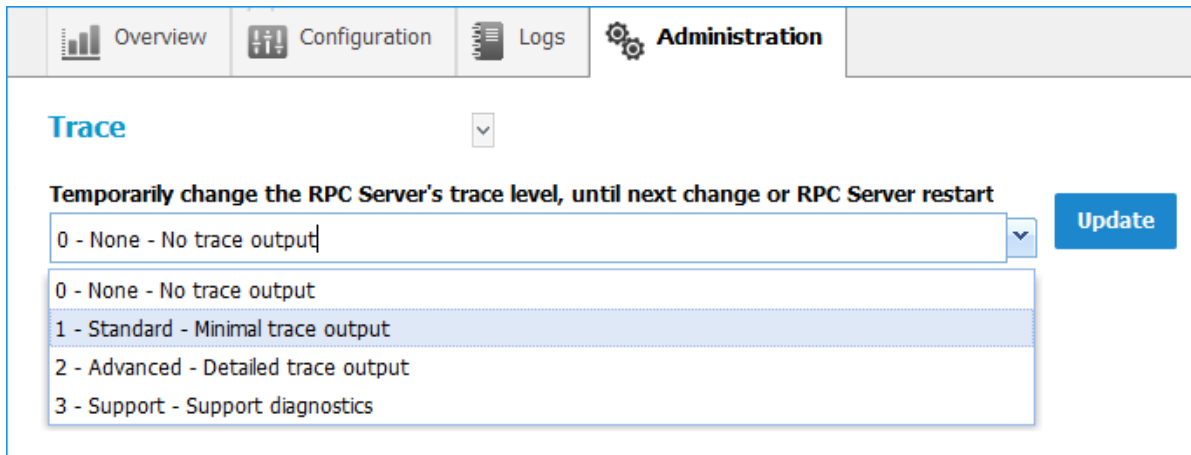 Overview Configuration Logs Administration
Trace
Temporarily change the RPC Server's trace level, until next change or RPC Server restart
0 - None - No trace output
Update
0 - None - No trace output
1 - Standard - Minimal trace output
2 - Advanced - Detailed trace output
3 - Support - Support diagnostics